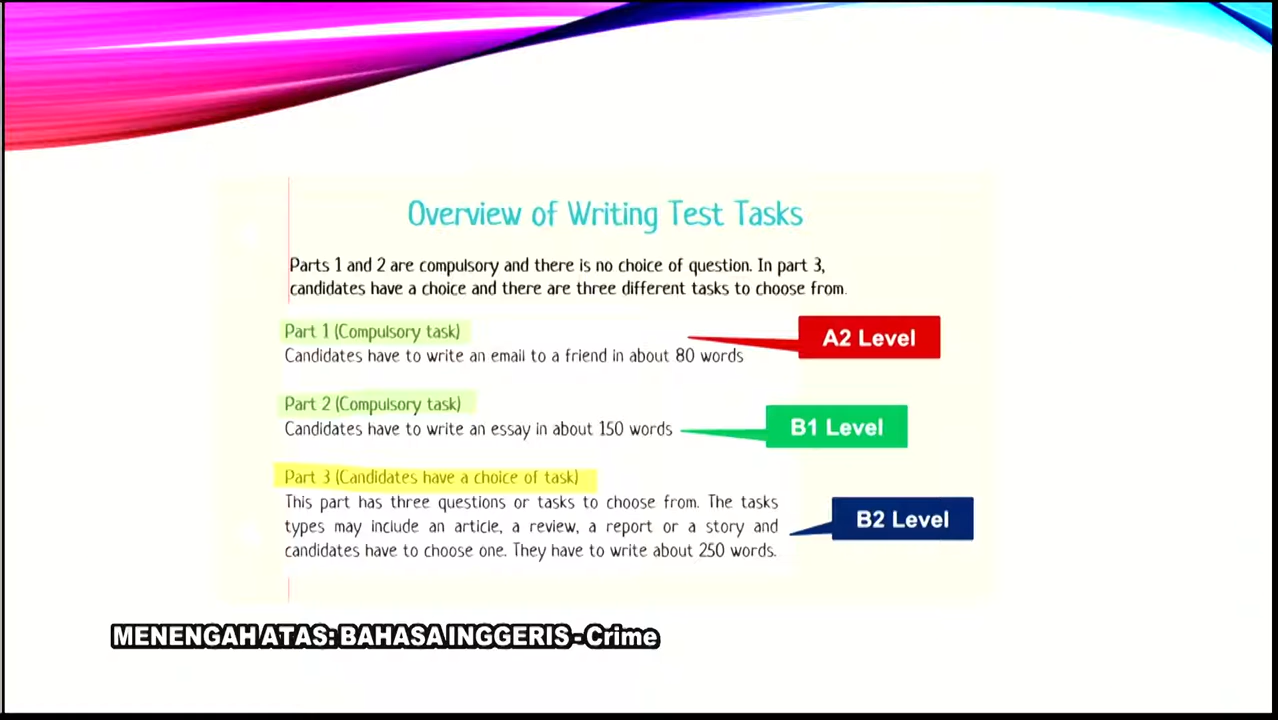 Overview of Writing Test Tasks
Parts 1 and 2 are compulsory and there is no choice of question. In part 3,
candidates have a choice and there are three different tasks to choose from.
Part 1 (Compulsory task)
A2 Level
Candidates have to write an email to a friend in about 80 words
Part 2 (Compulsory task)
Candidates have to write an essay in about 150 words
B1 Level
Part 3 (Candidates have a choice of task)
This part has three questions or tasks to choose from. The tasks
types may include an article, a review, a report or a story and
B2 Level
candidates have to choose one. They have to write about 250 words.
MENENGAH ATAS: BAHASA INGGERIS - Crime